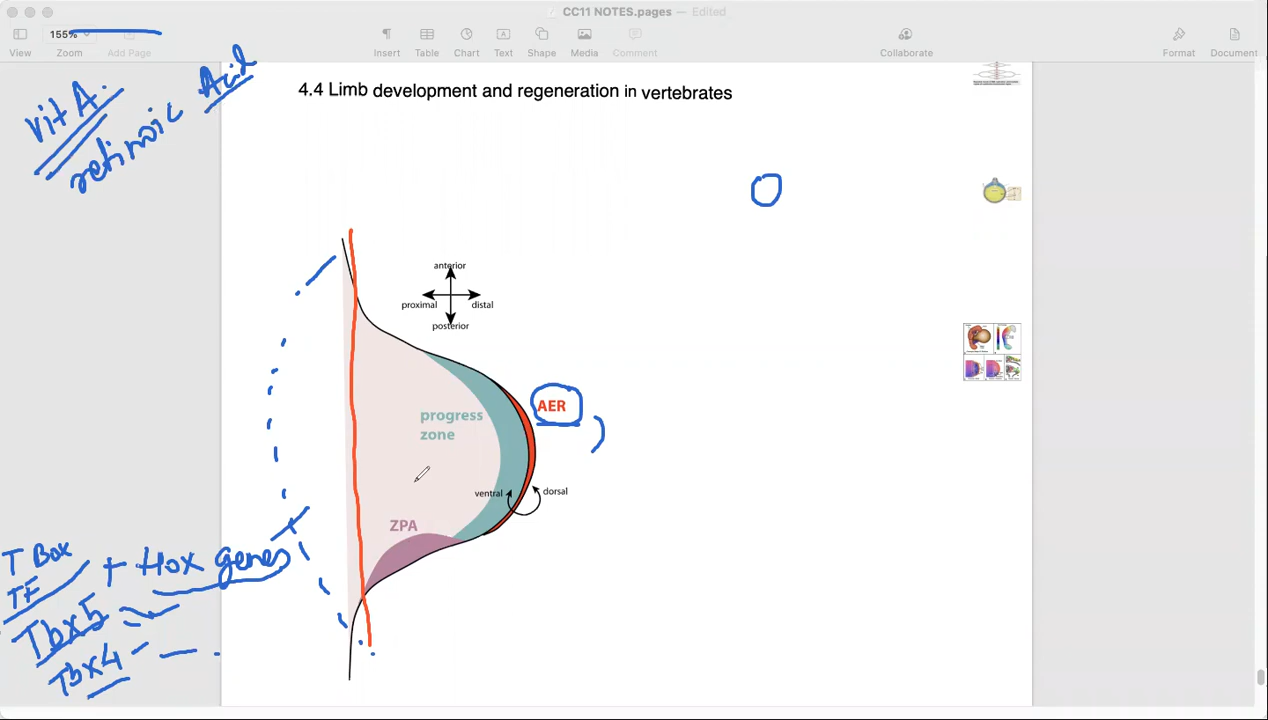 CC11 NOTES.pages — Edited
155%
View Zoom Add Page Insert Table Chart Text Shape Media Comment Collaborate Format Document
4.4 Limb development and regeneration in vertebrates
vit A.
retinoic Acid
anterior
proximal distal
posterior
AER
progress
zone
ventral dorsal
ZPA
T Box + Hox genes
TF
Tbx5
Tbx4